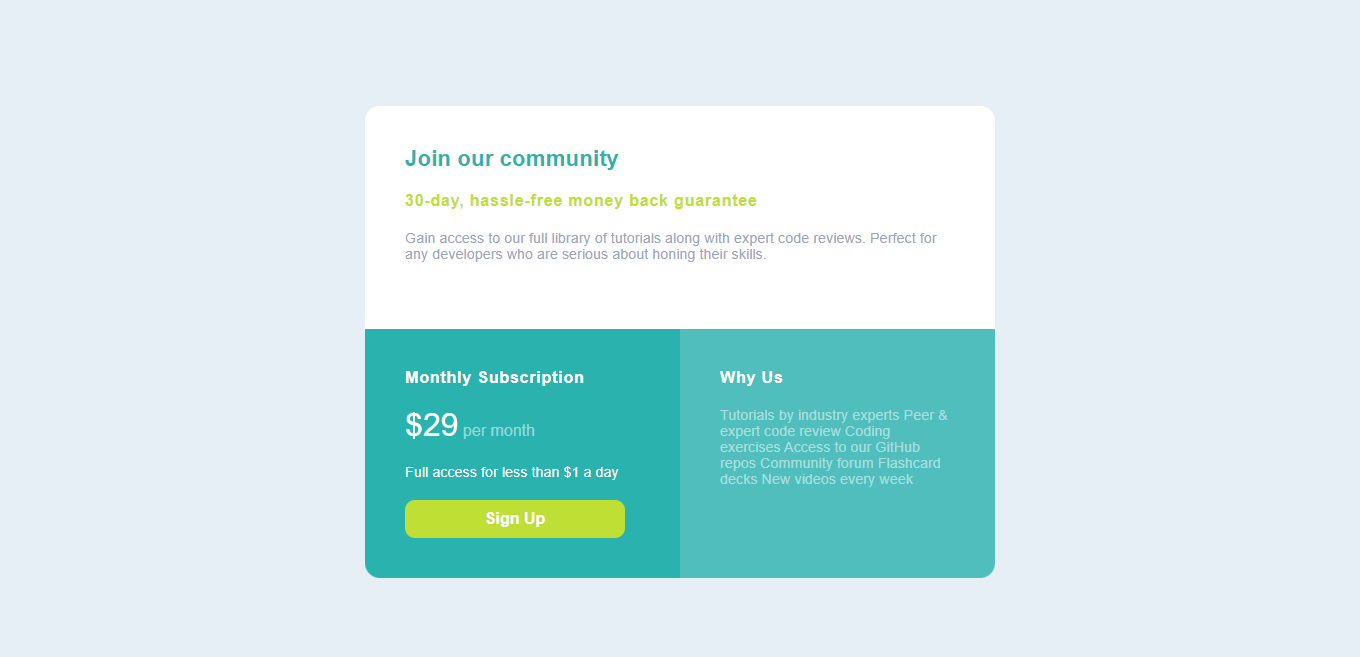 Join our community
30-day, hassle-free money back guarantee
Gain access to our full library of tutorials along with expert code reviews. Perfect for
any developers who are serious about honing their skills.
Monthly Subscription
$29 per month
Full access for less than $1 a day
Sign Up
Why Us
Tutorials by industry experts Peer &
expert code review Coding
exercises Access to our GitHub
repos Community forum Flashcard
decks New videos every week